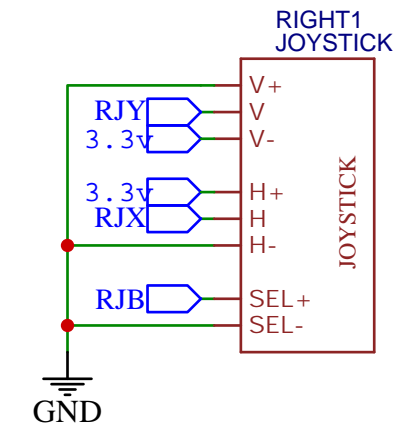 RIGHT1
JOYSTICK
V+
RJY V
3.3v V-
3.3v H+
RJX H
H-
JOYSTICK
RJB SEL+
SEL-
GND